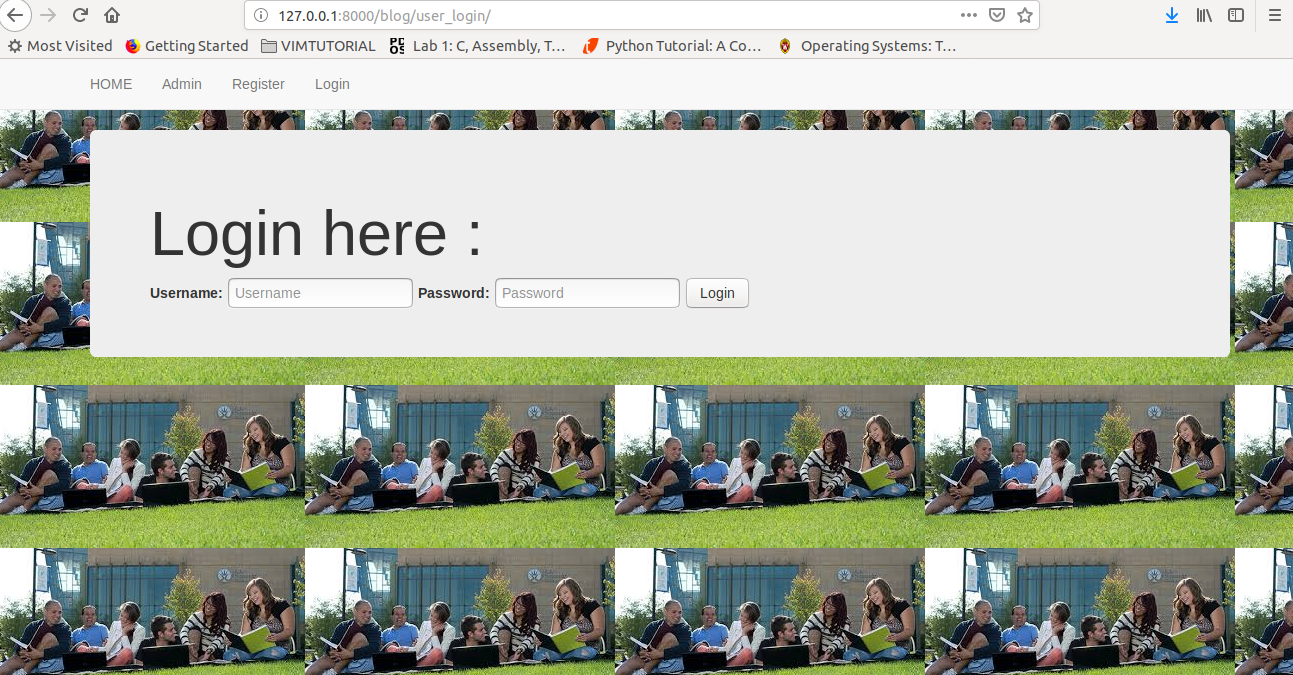 127.0.0.1:8000/blog/user_login/
Most Visited Getting Started VIMTUTORIAL Lab 1: C, Assembly, T… Python Tutorial: A Co… Operating Systems: T…
HOME Admin Register Login
Login here :
Username: Username Password: Password Login